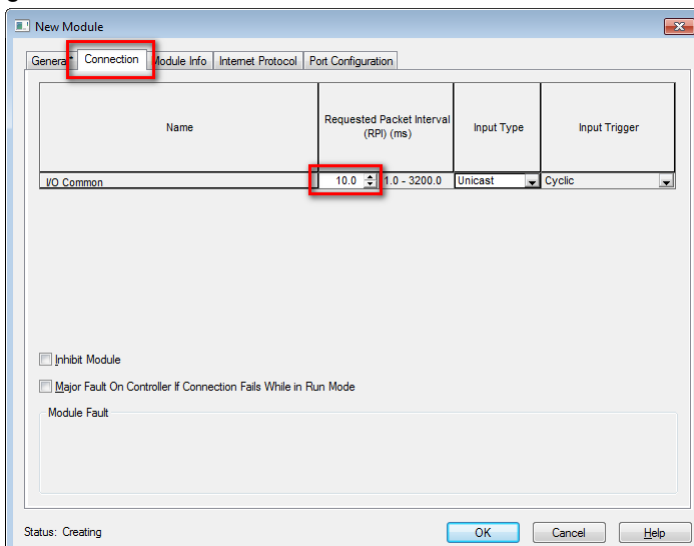 New Module
General* Connection Module Info Internet Protocol Port Configuration
Name
Requested Packet Interval
(RPI) (ms)
Input Type
Input Trigger
I/O Common 10.0 1.0 - 3200.0 Unicast Cyclic
Inhibit Module
Major Fault On Controller If Connection Fails While in Run Mode
Module Fault
Status: Creating
OK Cancel Help